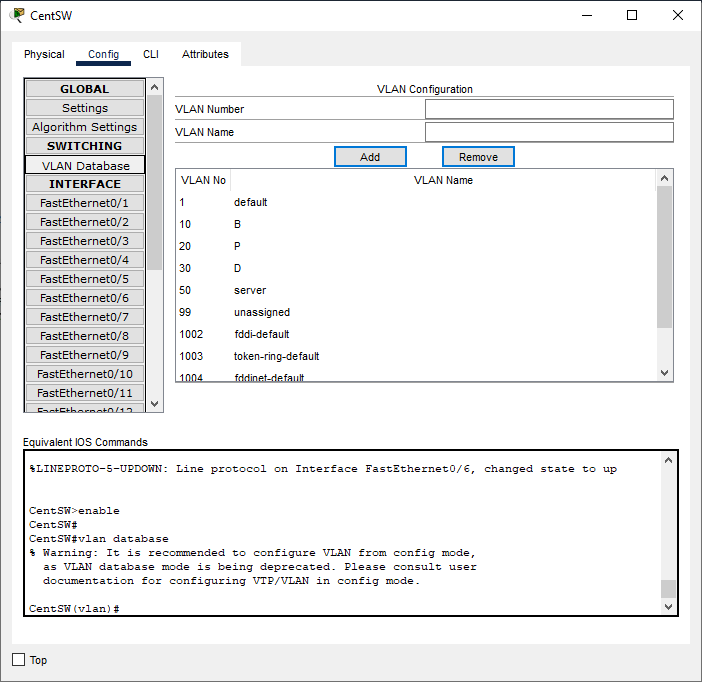 CentSW
Physical Config CLI Attributes
GLOBAL
Settings
Algorithm Settings
SWITCHING
VLAN Database
INTERFACE
FastEthernet0/1
FastEthernet0/2
FastEthernet0/3
FastEthernet0/4
FastEthernet0/5
FastEthernet0/6
FastEthernet0/7
FastEthernet0/8
FastEthernet0/9
FastEthernet0/10
FastEthernet0/11
FastEthernet0/12
VLAN Configuration
VLAN Number
VLAN Name
Add Remove
VLAN No VLAN Name
1 default
10 B
20 P
30 D
50 server
99 unassigned
1002 fddi-default
1003 token-ring-default
1004 fddinet-default
Equivalent IOS Commands
%LINEPROTO-5-UPDOWN: Line protocol on Interface FastEthernet0/6, changed state to up
CentSW>enable
CentSW#
CentSW#vlan database
% Warning: It is recommended to configure VLAN from config mode,
as VLAN database mode is being deprecated. Please consult user
documentation for configuring VTP/VLAN in config mode.
CentSW(vlan)#
Top